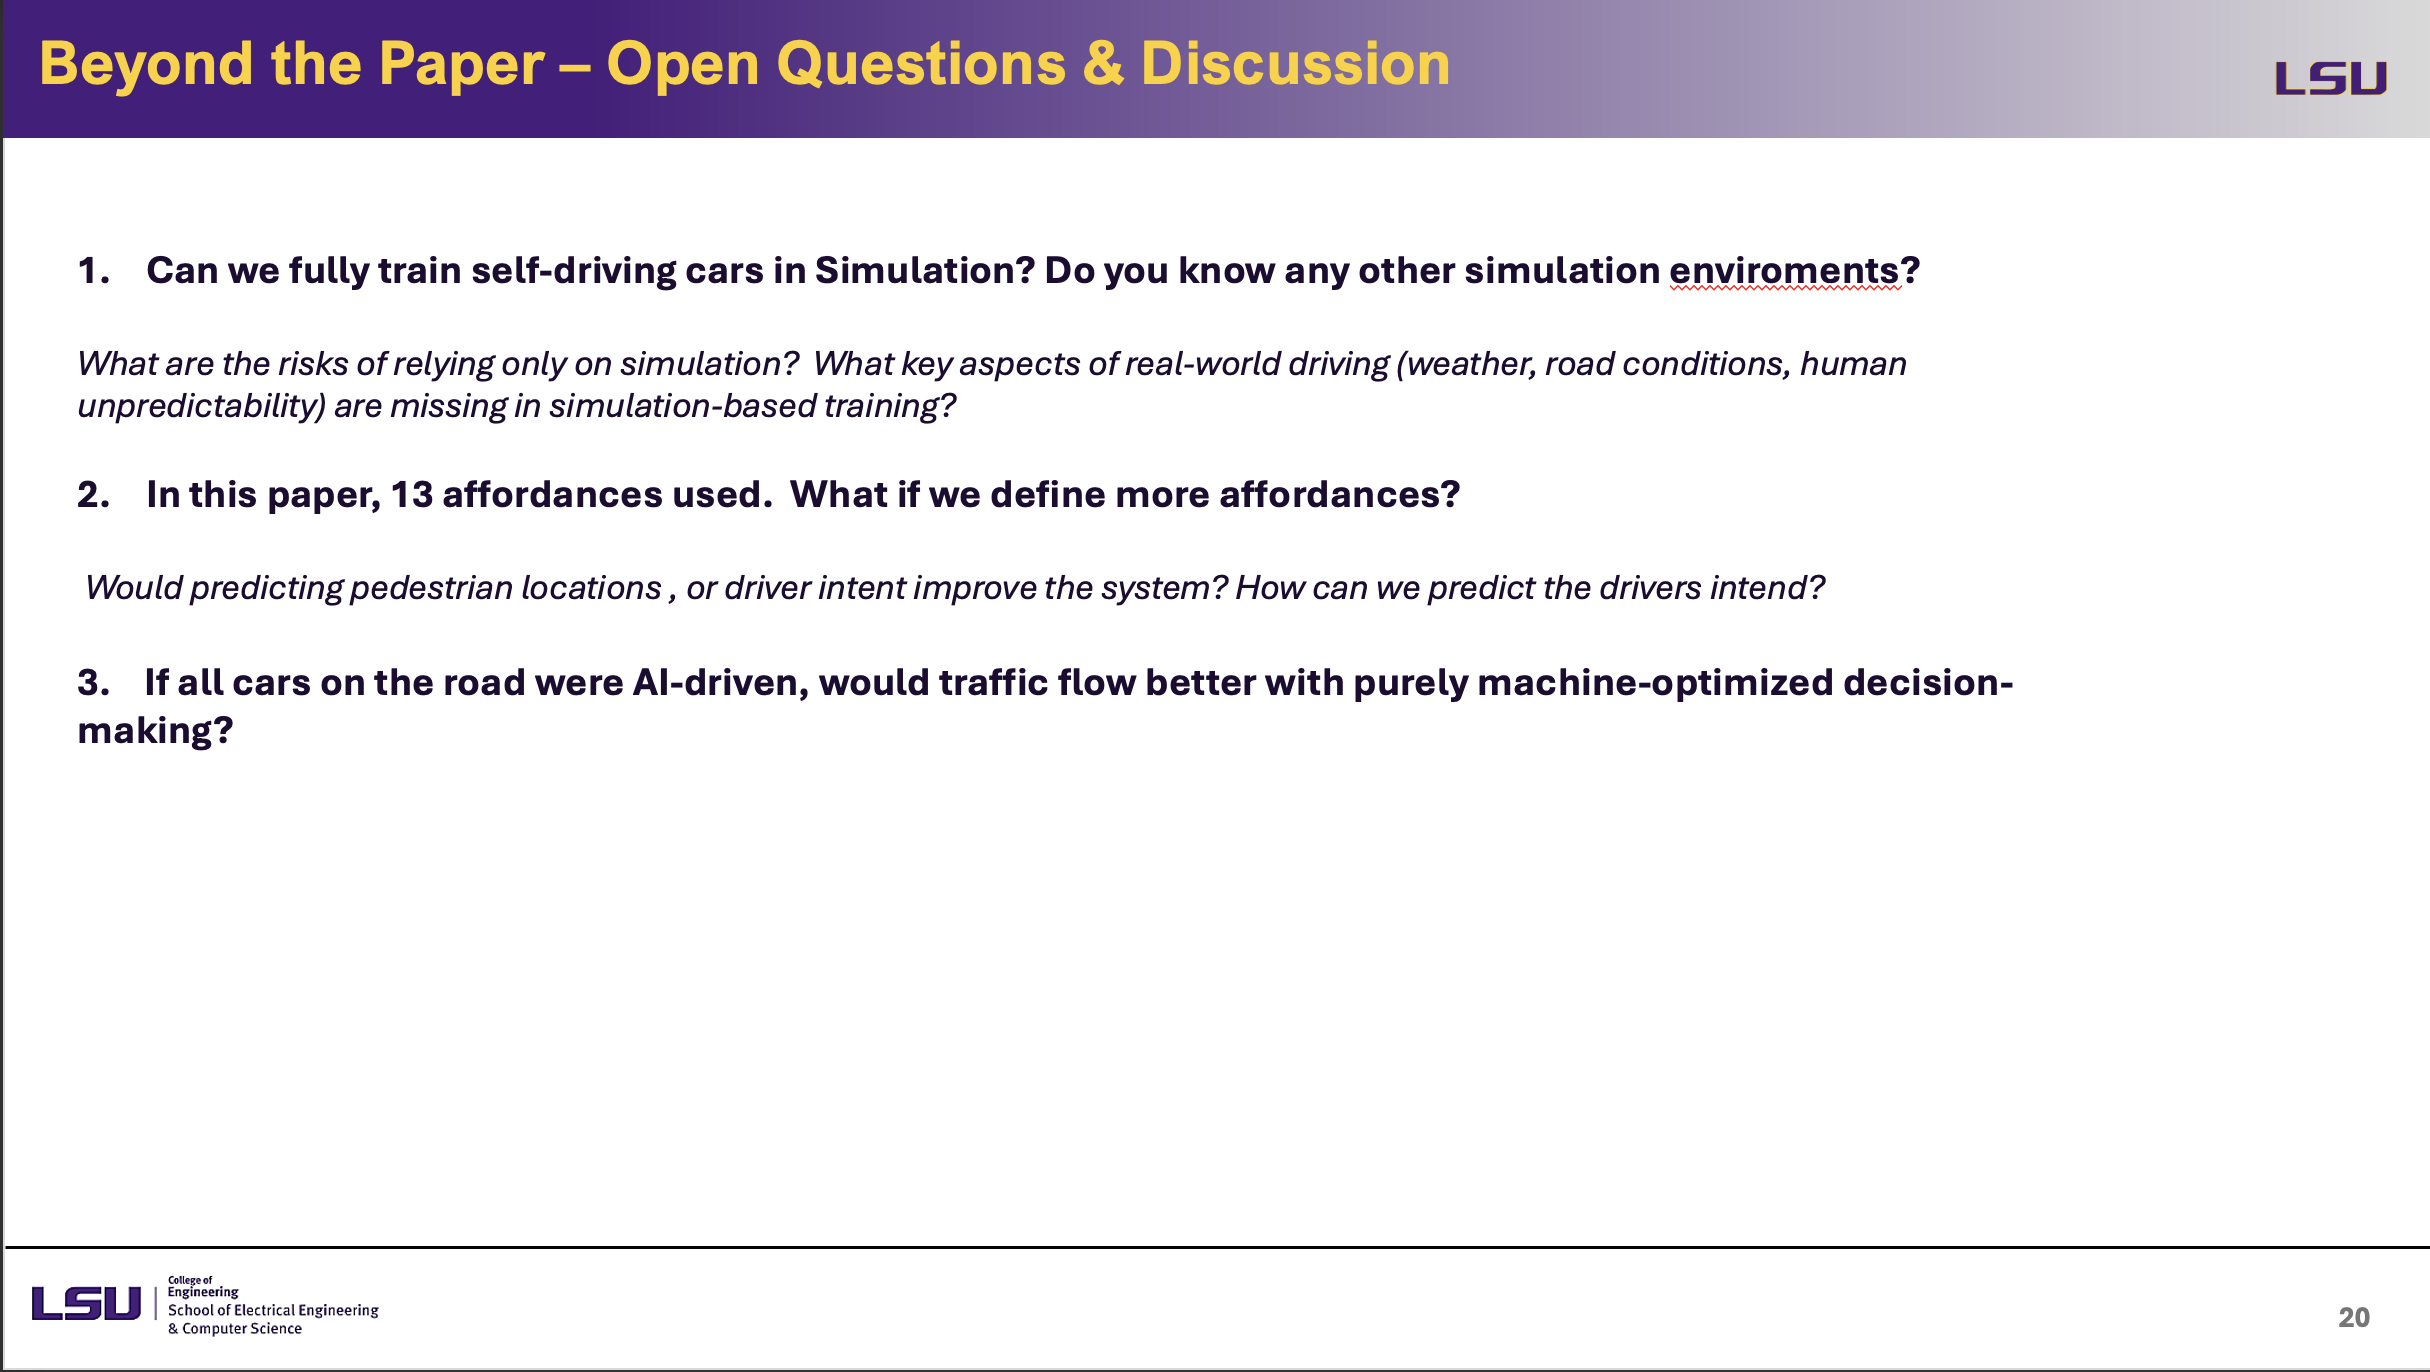 Beyond the Paper – Open Questions & Discussion
LSU
1. Can we fully train self-driving cars in Simulation? Do you know any other simulation enviroments?
What are the risks of relying only on simulation? What key aspects of real-world driving (weather, road conditions, human
unpredictability) are missing in simulation-based training?
2. In this paper, 13 affordances used. What if we define more affordances?
Would predicting pedestrian locations , or driver intent improve the system? How can we predict the drivers intend?
3. If all cars on the road were AI-driven, would traffic flow better with purely machine-optimized decision-
making?
LSU
College of
Engineering
School of Electrical Engineering
& Computer Science
20